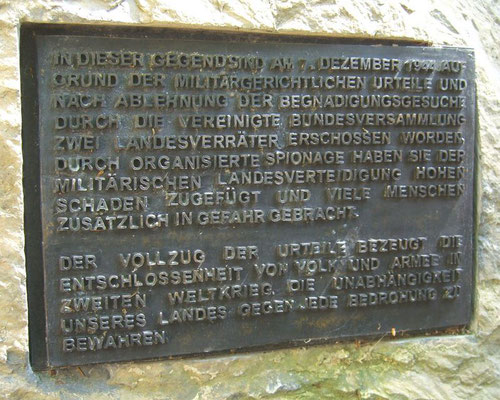 IN DIESER GEGEND SIND AM 7. DEZEMBER 1944 AUF
GRUND DER MILITÄRGERICHTLICHEN URTEILE UND
NACH ABLEHNUNG DER BEGNADIGUNGSGESUCHE
DURCH DIE VEREINIGTE BUNDESVERSAMMLUNG
ZWEI LANDESVERRÄTER ERSCHOSSEN WORDEN
DURCH ORGANISIERTE SPIONAGE HABEN SIE DER
MILITÄRISCHEN LANDESVERTEIDIGUNG HOHEN
SCHADEN ZUGEFÜGT UND VIELE MENSCHEN
ZUSÄTZLICH IN GEFAHR GEBRACHT.
DER VOLLZUG DER URTEILE BEZEUGT DIE
ENTSCHLOSSENHEIT VON VOLK UND ARMEE IM
ZWEITEN WELTKRIEG, DIE UNABHÄNGIGKEIT
UNSERES LANDES GEGEN JEDE BEDROHUNG ZU
BEWAHREN